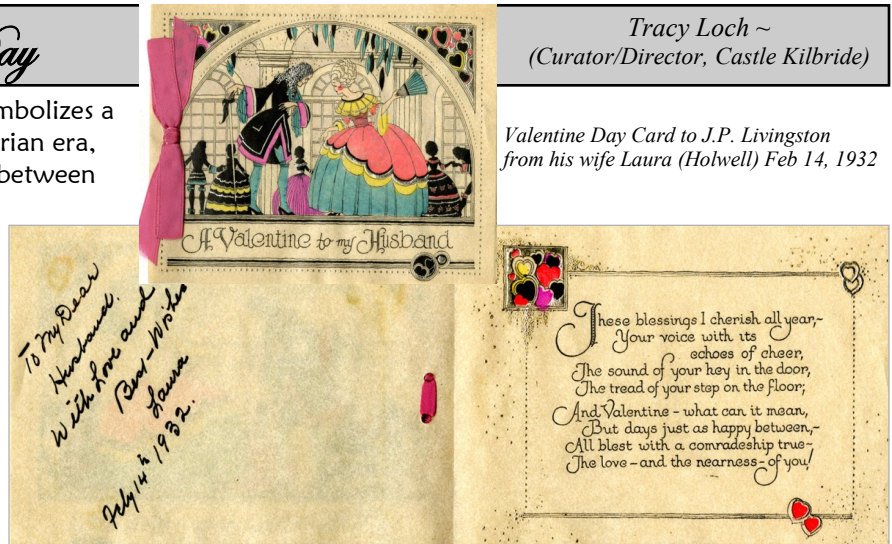 ay
Tracy Loch ~
(Curator/Director, Castle Kilbride)
mbolizes a
rian era,
between
Valentine Day Card to J.P. Livingston
from his wife Laura (Holwell) Feb 14, 1932
A Valentine to my Husband
To My Dear
Husband.
With Love and
Best-Wishes
Laura
Feby 14th 1932.
These blessings I cherish all year,~
Your voice with its
echoes of cheer,
The sound of your key in the door,
The tread of your step on the floor;
And Valentine - what can it mean,
But days just as happy between,~
All blest with a comradeship true~
The love - and the nearness - of you!